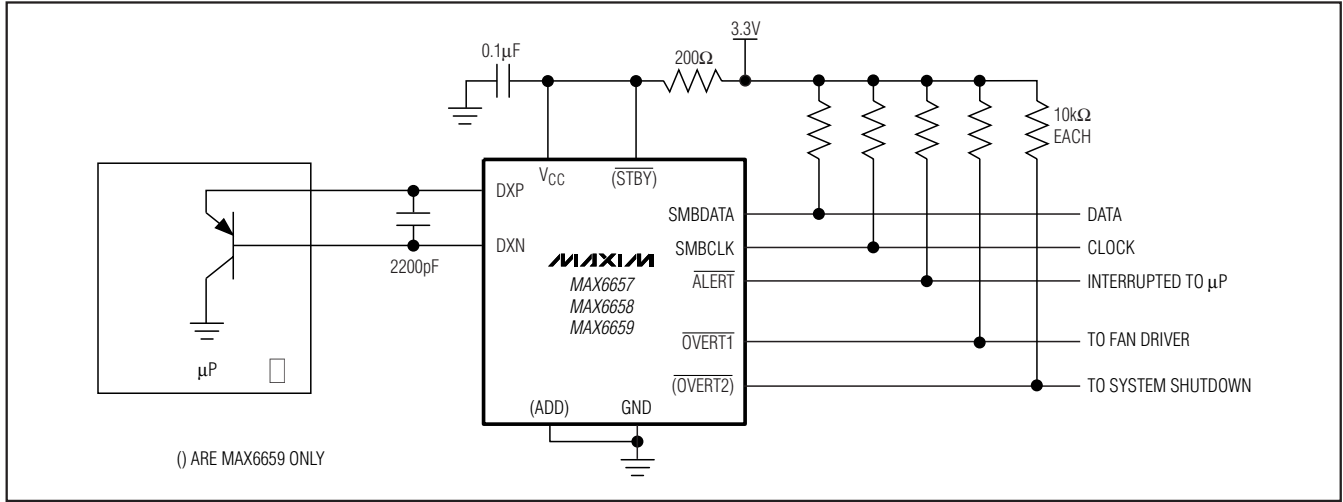 3.3V
0.1μF
200Ω
10kΩ
EACH
VCC
(STBY)
DXP
DXN
2200pF
SMBDATA
SMBCLK
ALERT
OVERT1
(OVERT2)
DATA
CLOCK
INTERRUPTED TO μP
TO FAN DRIVER
TO SYSTEM SHUTDOWN
MAXIM
MAX6657
MAX6658
MAX6659
μP
(ADD)
GND
() ARE MAX6659 ONLY